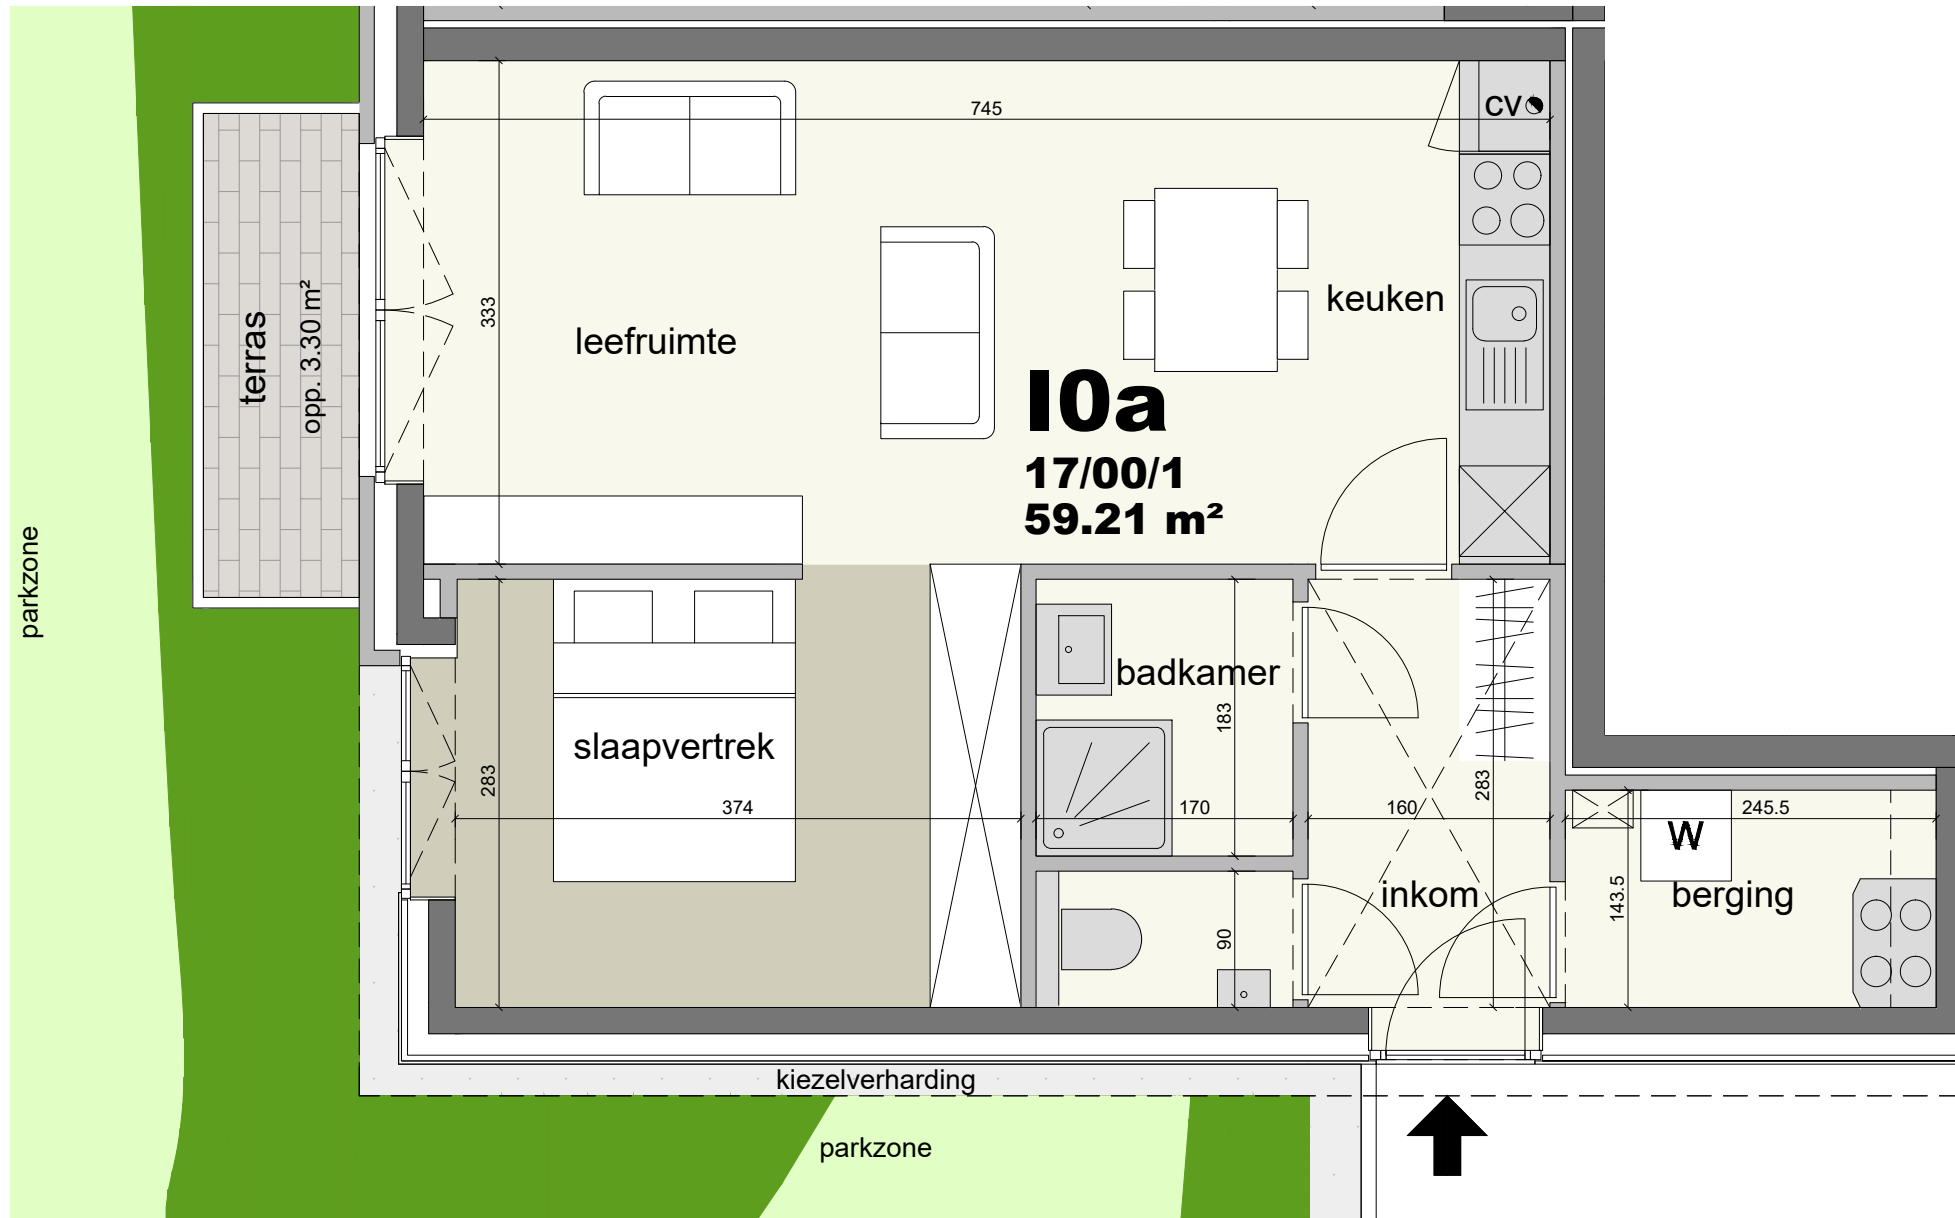 745
CV
333
leefruimte
keuken
terras
opp. 3.30 m²
I0a
17/00/1
59.21 m²
parkzone
badkamer
183
slaapvertrek
283
374
170
160
283
245.5
W
inkom
143.5
berging
90
kiezelverharding
parkzone